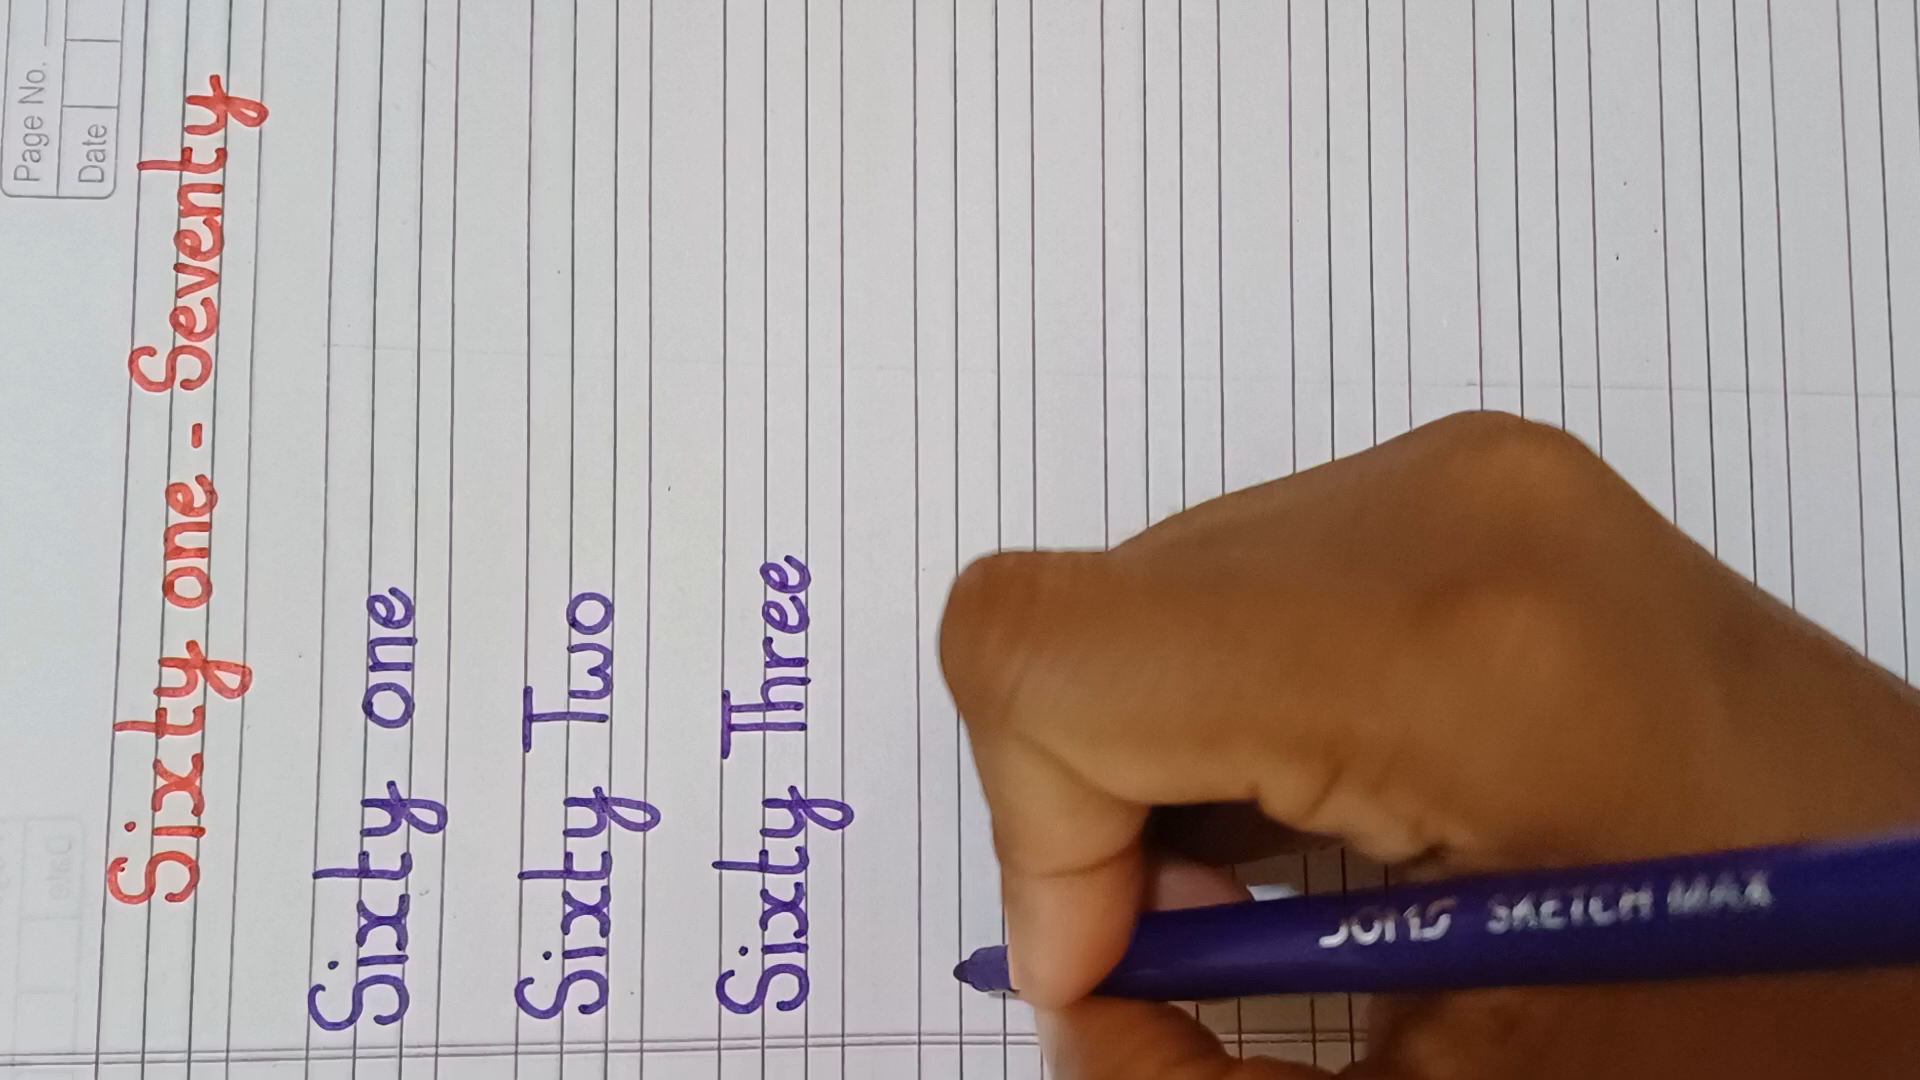 Page No.
Date
Sixty one - Seventy
Sixty one
Sixty Two
Sixty Three
SKETCH MAX